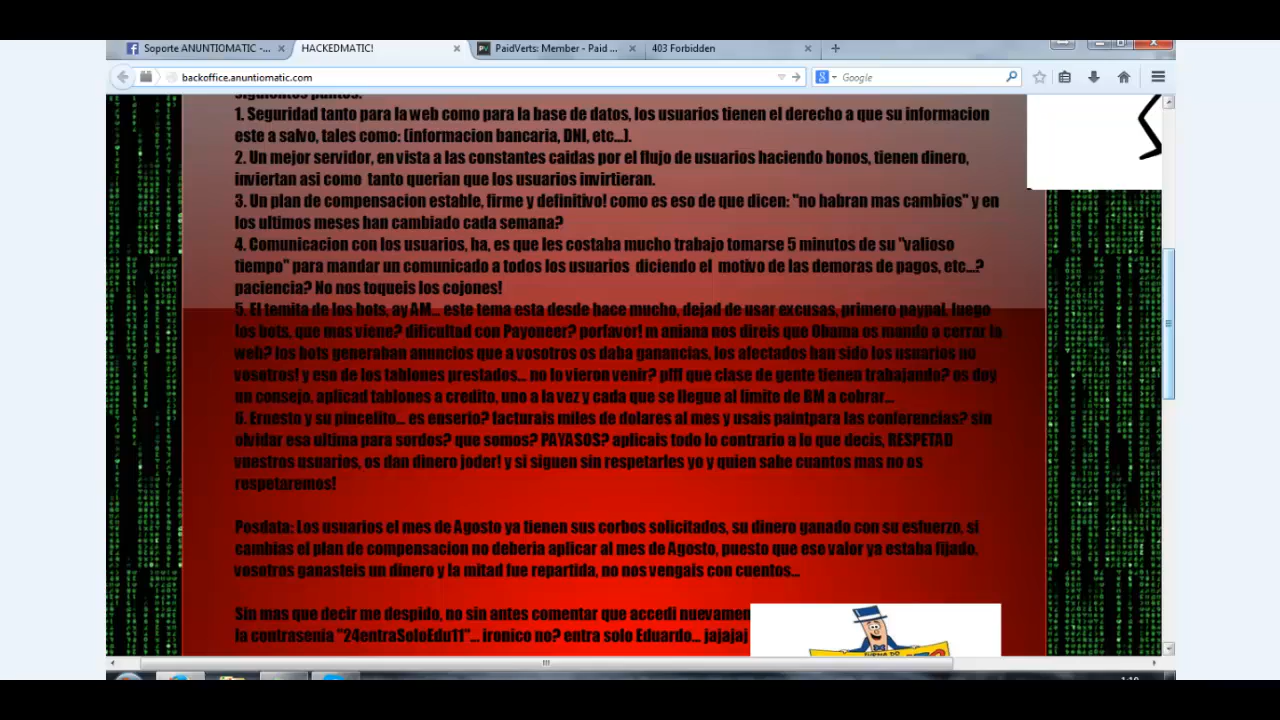 Soporte ANUNTIOMATIC -...
HACKEDMATIC!
PaidVerts: Member - Paid ...
403 Forbidden
backoffice.anuntiomatic.com
Google
siguientes puntos:
1. Seguridad tanto para la web como para la base de datos, los usuarios tienen el derecho a que su informacion
este a salvo, tales como: (informacion bancaria, DNI, etc...).
2. Un mejor servidor, en vista a las constantes caidas por el flujo de usuarios haciendo bonos, tienen dinero,
inviertan asi como tanto querian que los usuarios invirtieran.
3. Un plan de compensacion estable, firme y definitivo! como es eso de que dicen: "no habran mas cambios" y en
los ultimos meses han cambiado cada semana?
4. Comunicacion con los usuarios, ha, es que les costaba mucho trabajo tomarse 5 minutos de su "valioso
tiempo" para mandar un comunicado a todos los usuarios diciendo el motivo de las demoras de pagos, etc...?
paciencia? No nos toqueis los cojones!
5. El temita de los bots, ay AM... este tema esta desde hace mucho, dejad de usar excusas, primero paypal, luego
los bots, que mas viene? dificultad con Payoneer? porfavor! m aniana nos direis que Obama os mando a cerrar la
web? los bots generaban anuncios que a vosotros os daba ganancias, los afectados han sido los usuarios no
vosotros! y eso de los tablones prestados... no lo vieron venir? pfff que clase de gente tienen trabajando? os doy
un consejo, aplicad tablones a credito, uno a la vez y cada que se llegue al limite de BM a cobrar...
6. Ernesto y su pincelito... es enserio? facturais miles de dolares al mes y usais paintpara las conferencias? sin
olvidar esa ultima para sordos? que somos? PAYASOS? aplicais todo lo contrario a lo que decis, RESPETAD
vuestros usuarios, os dan dinero joder! y si siguen sin respetarles yo y quien sabe cuantos mas no os
respetaremos!
Posdata: Los usuarios el mes de Agosto ya tienen sus corbos solicitados, su dinero ganado con su esfuerzo, si
cambias el plan de compensacion no deberia aplicar al mes de Agosto, puesto que ese valor ya estaba fijado,
vosotros ganasteis un dinero y la mitad fue repartida, no nos vengais con cuentos...
Sin mas que decir me despido, no sin antes comentar que accedi nuevamen
la contrasenia "24entraSoloEdu11"... ironico no? entra solo Eduardo... jajajaj